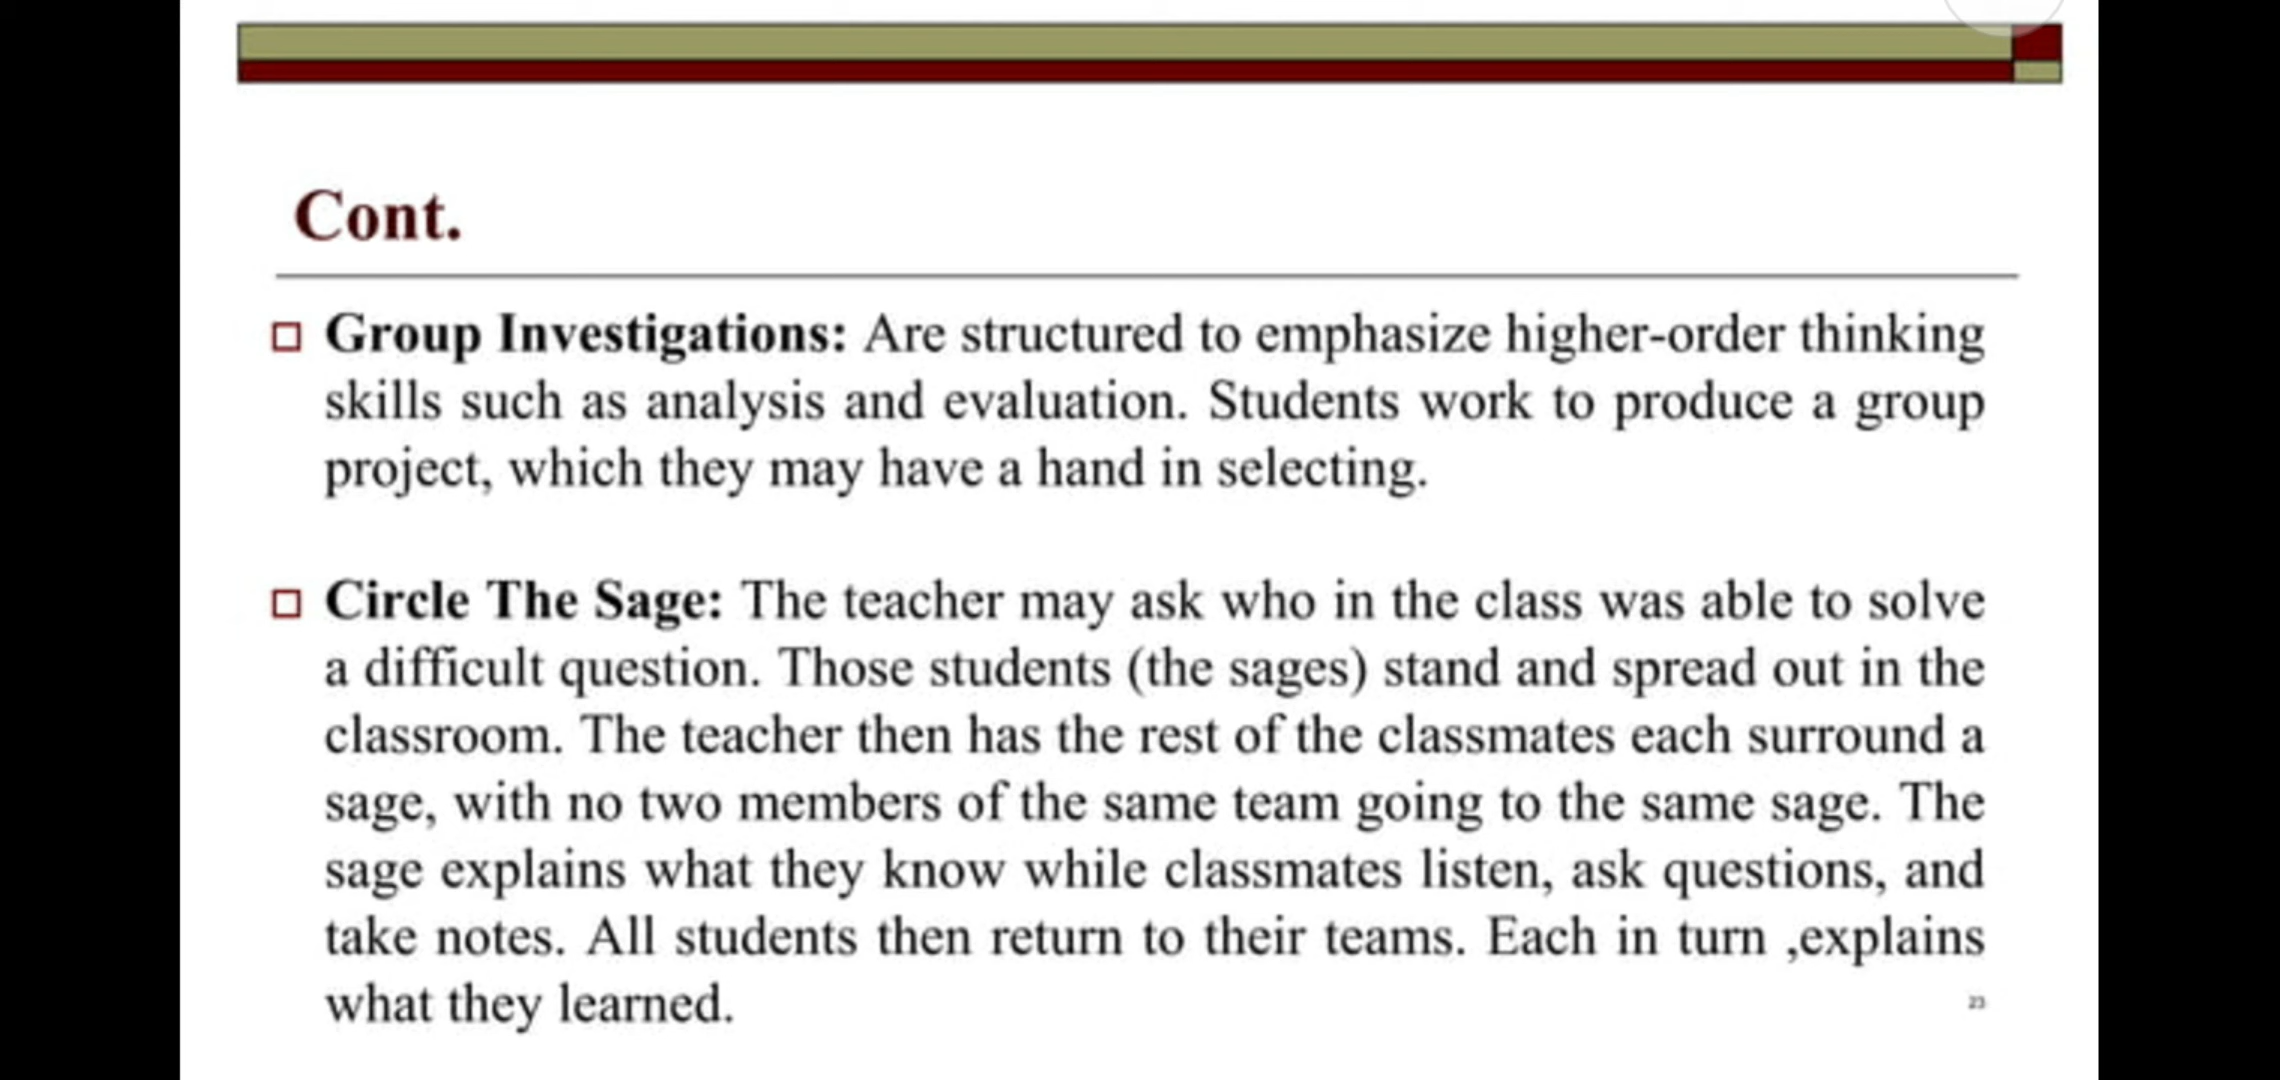 Cont.
Group Investigations: Are structured to emphasize higher-order thinking
skills such as analysis and evaluation. Students work to produce a group
project, which they may have a hand in selecting.
Circle The Sage: The teacher may ask who in the class was able to solve
a difficult question. Those students (the sages) stand and spread out in the
classroom. The teacher then has the rest of the classmates each surround a
sage, with no two members of the same team going to the same sage. The
sage explains what they know while classmates listen, ask questions, and
take notes. All students then return to their teams. Each in turn ,explains
what they learned.
23